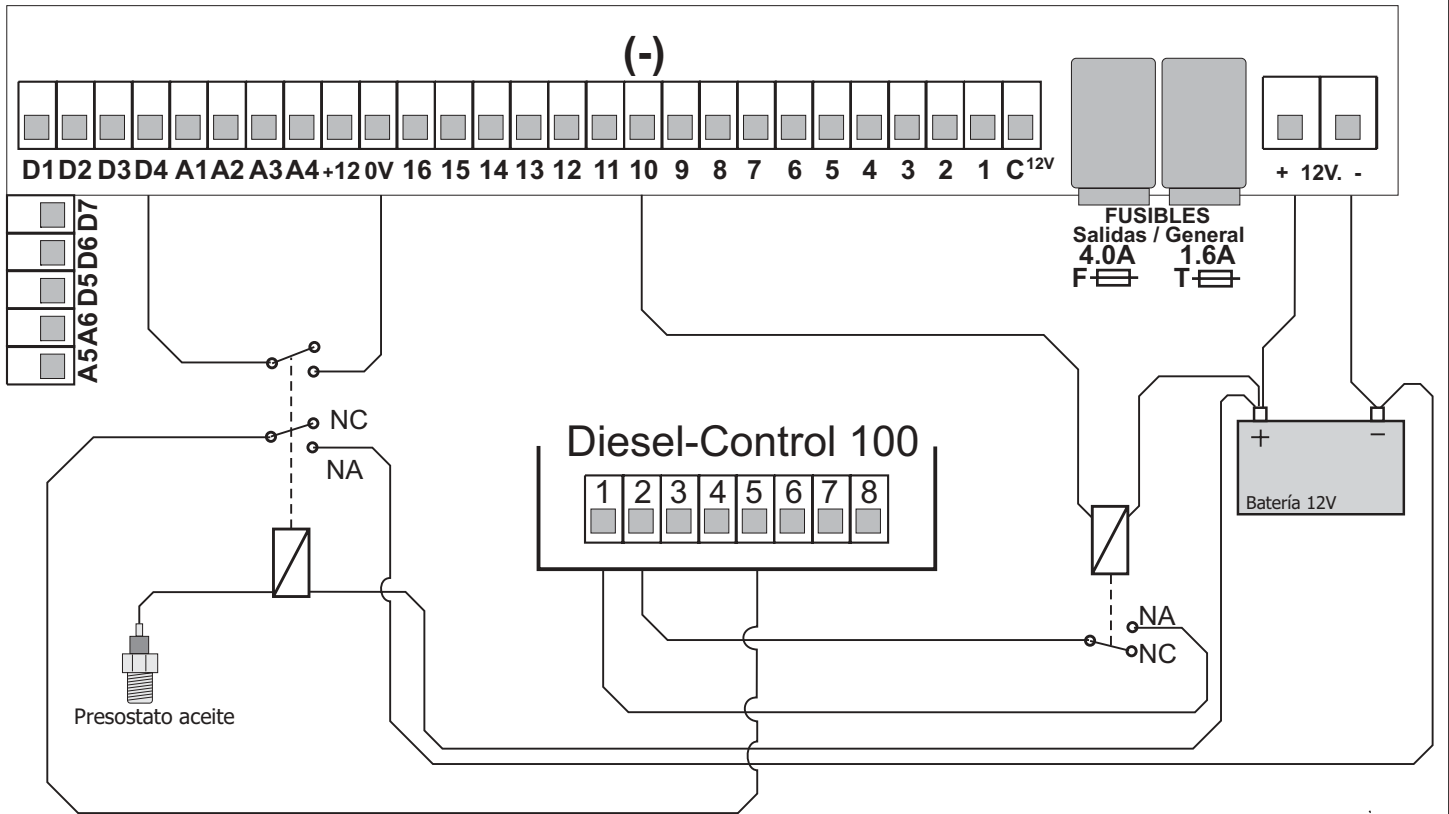 (-)
D1 D2 D3 D4 A1 A2 A3 A4 +12 0V 16 15 14 13 12 11 10 9 8 7 6 5 4 3 2 1 C 12V
+ 12V. -
D7
D6
D5
A6
A5
FUSIBLES
Salidas / General
4.0A 1.6A
F T
NC
NA
Diesel-Control 100
1 2 3 4 5 6 7 8
+ -
Batería 12V
NA
NC
Presostato aceite